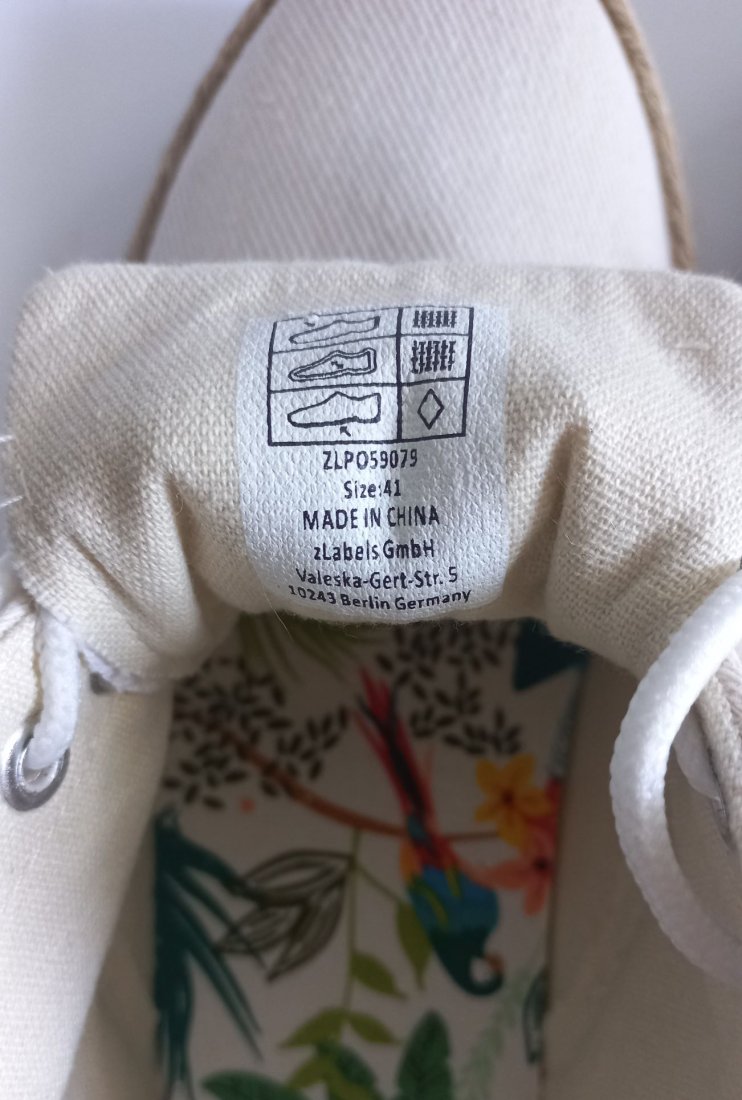 ZLPO59079
Size:41
MADE IN CHINA
zLabels GmbH
Valeska-Gert-Str. 5
10243 Berlin Germany